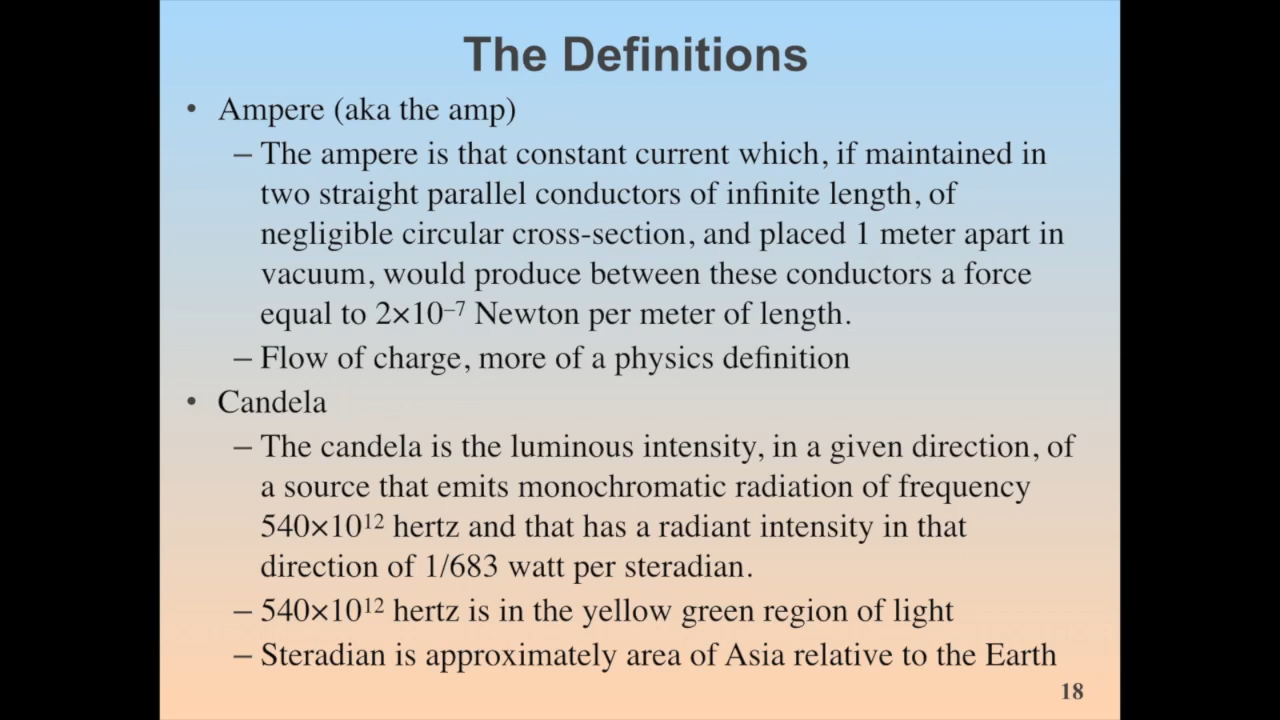 The Definitions
• Ampere (aka the amp)
– The ampere is that constant current which, if maintained in
two straight parallel conductors of infinite length, of
negligible circular cross-section, and placed 1 meter apart in
vacuum, would produce between these conductors a force
equal to 2×10⁻⁷ Newton per meter of length.
– Flow of charge, more of a physics definition
• Candela
– The candela is the luminous intensity, in a given direction, of
a source that emits monochromatic radiation of frequency
540×10¹² hertz and that has a radiant intensity in that
direction of 1/683 watt per steradian.
– 540×10¹² hertz is in the yellow green region of light
– Steradian is approximately area of Asia relative to the Earth
18